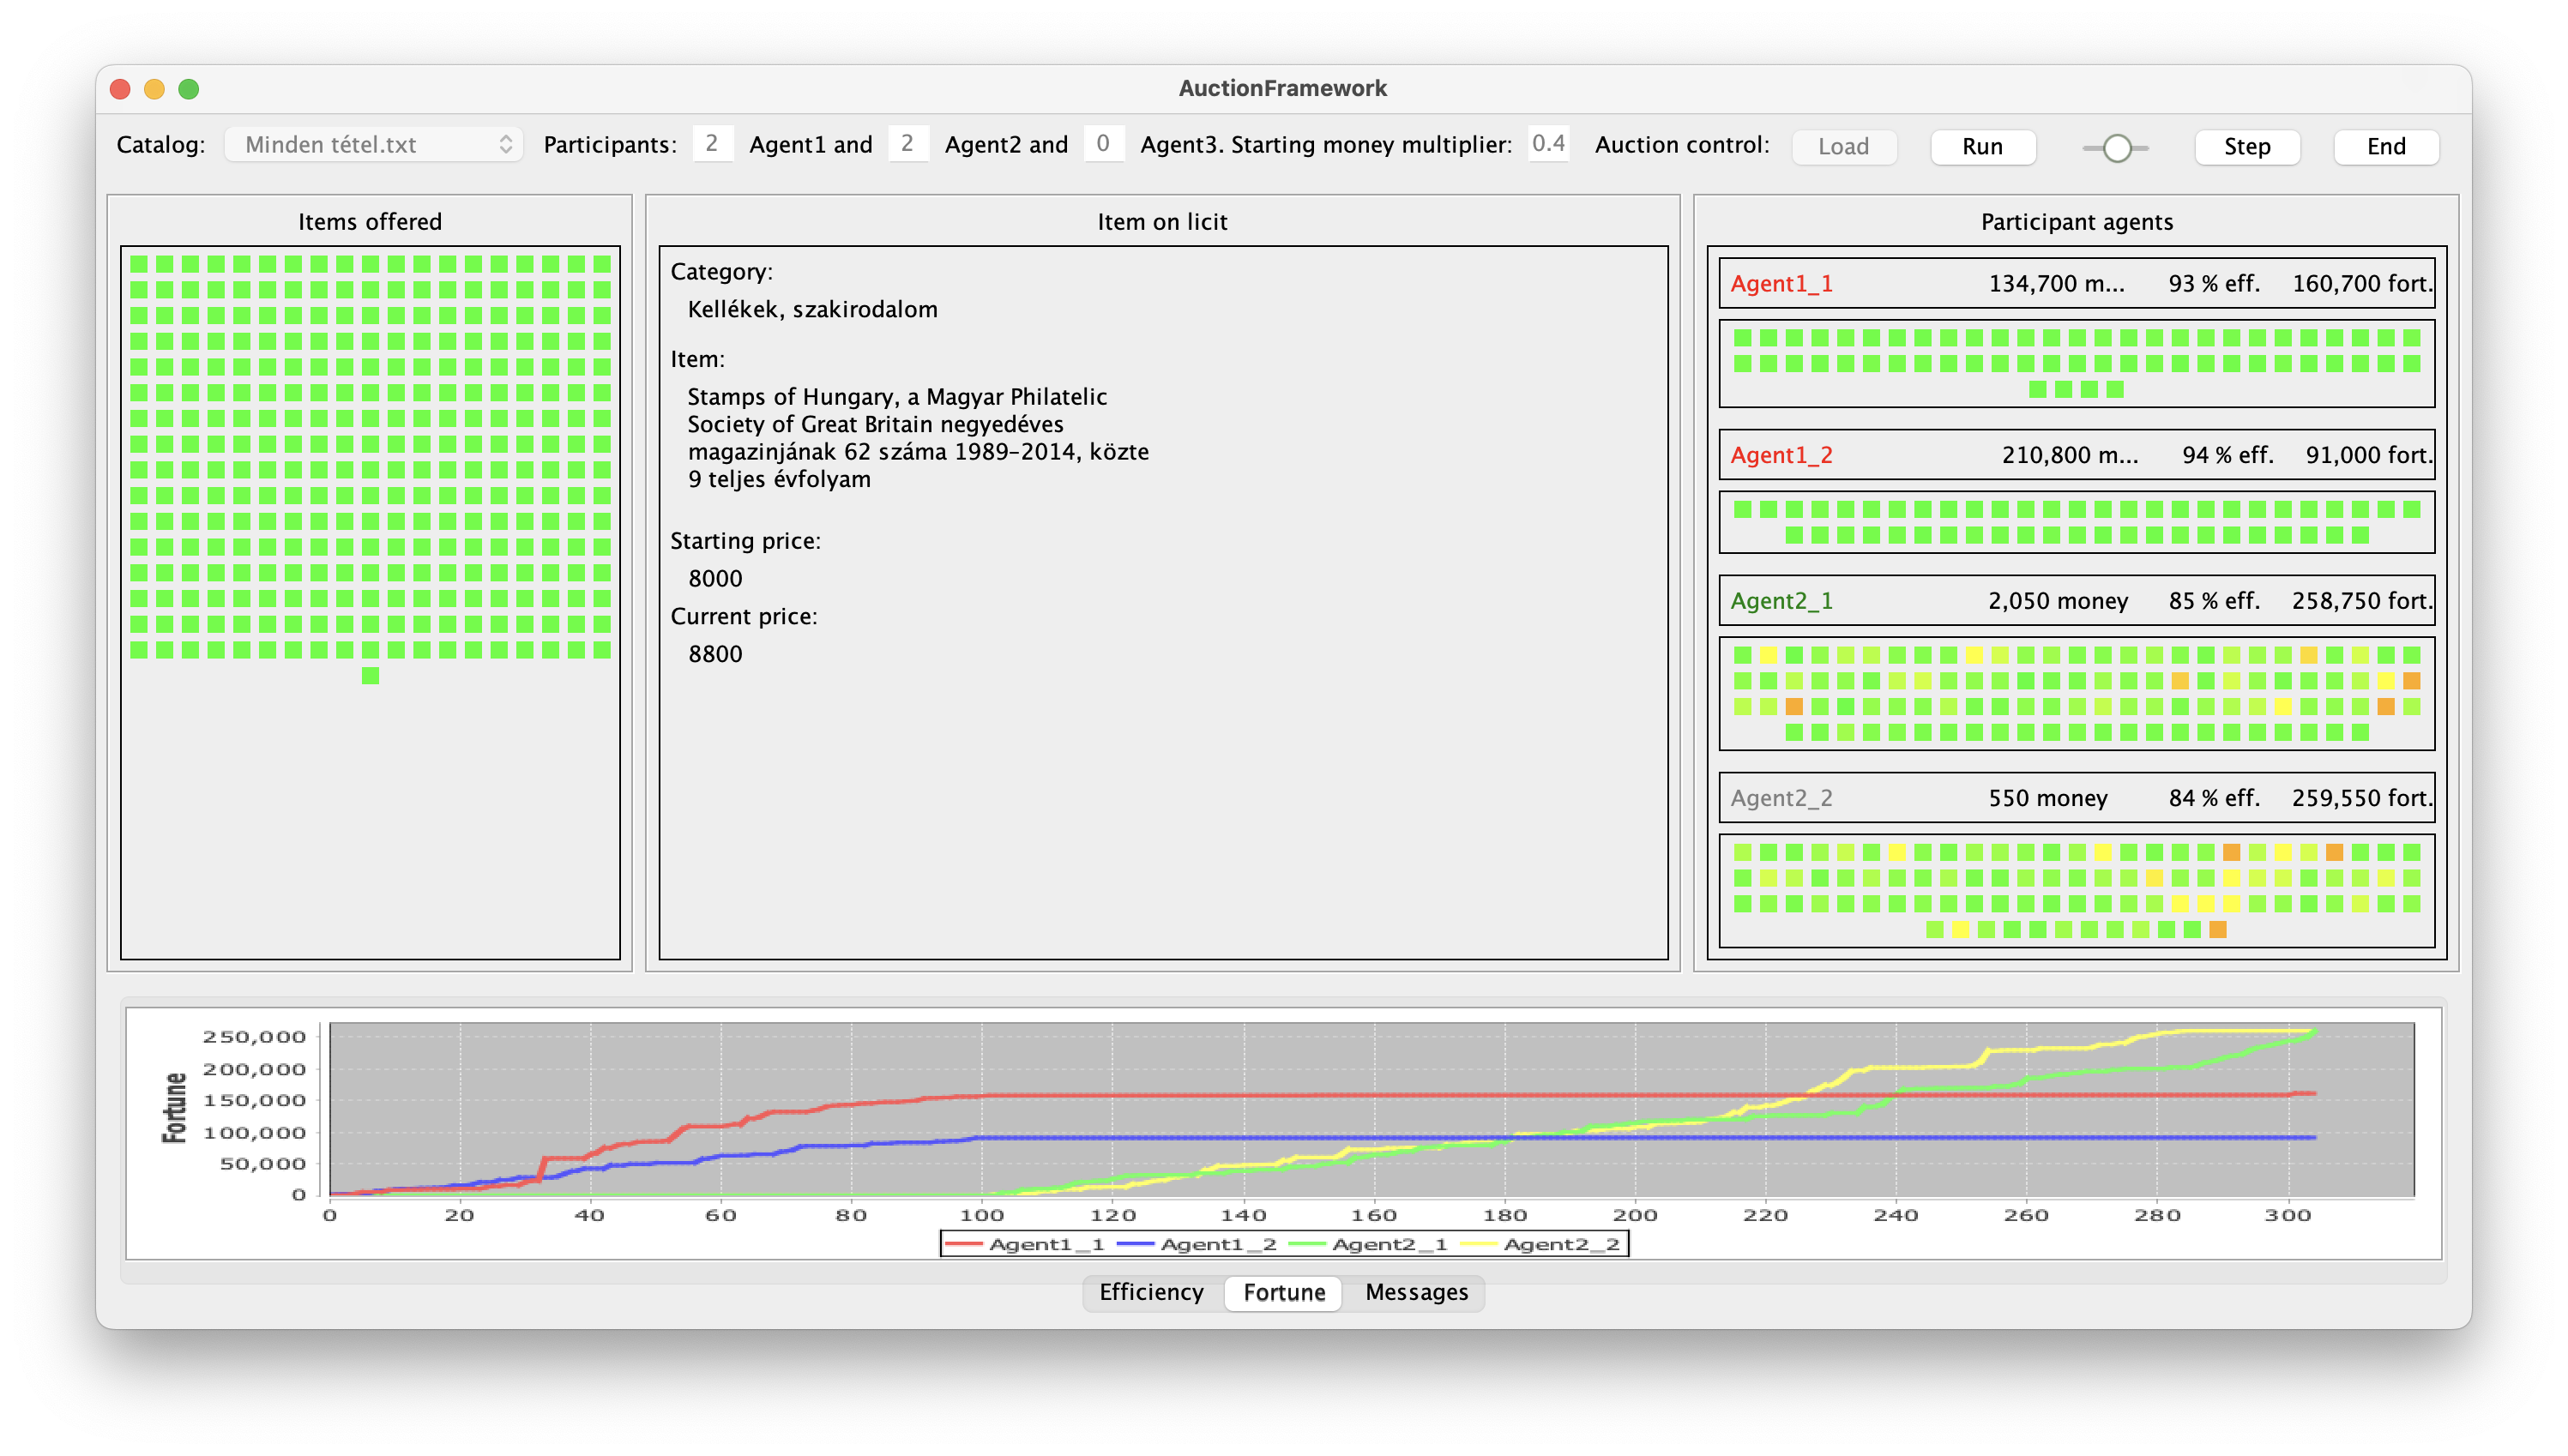 AuctionFramework
Catalog: Minden tétel.txt Participants: 2 Agent1 and 2 Agent2 and 0 Agent3. Starting money multiplier: 0.4 Auction control: Load Run Step End
Items offered
Item on licit
Category:
Kellékek, szakirodalom
Item:
Stamps of Hungary, a Magyar Philatelic
Society of Great Britain negyedéves
magazinjának 62 száma 1989-2014, közte
9 teljes évfolyam
Starting price:
8000
Current price:
8800
Participant agents
Agent1_1 134,700 m... 93 % eff. 160,700 fort.
Agent1_2 210,800 m... 94 % eff. 91,000 fort.
Agent2_1 2,050 money 85 % eff. 258,750 fort.
Agent2_2 550 money 84 % eff. 259,550 fort.
Fortune
250,000
200,000
150,000
100,000
50,000
0
0 20 40 60 80 100 120 140 160 180 200 220 240 260 280 300
Agent1_1 Agent1_2 Agent2_1 Agent2_2
Efficiency Fortune Messages